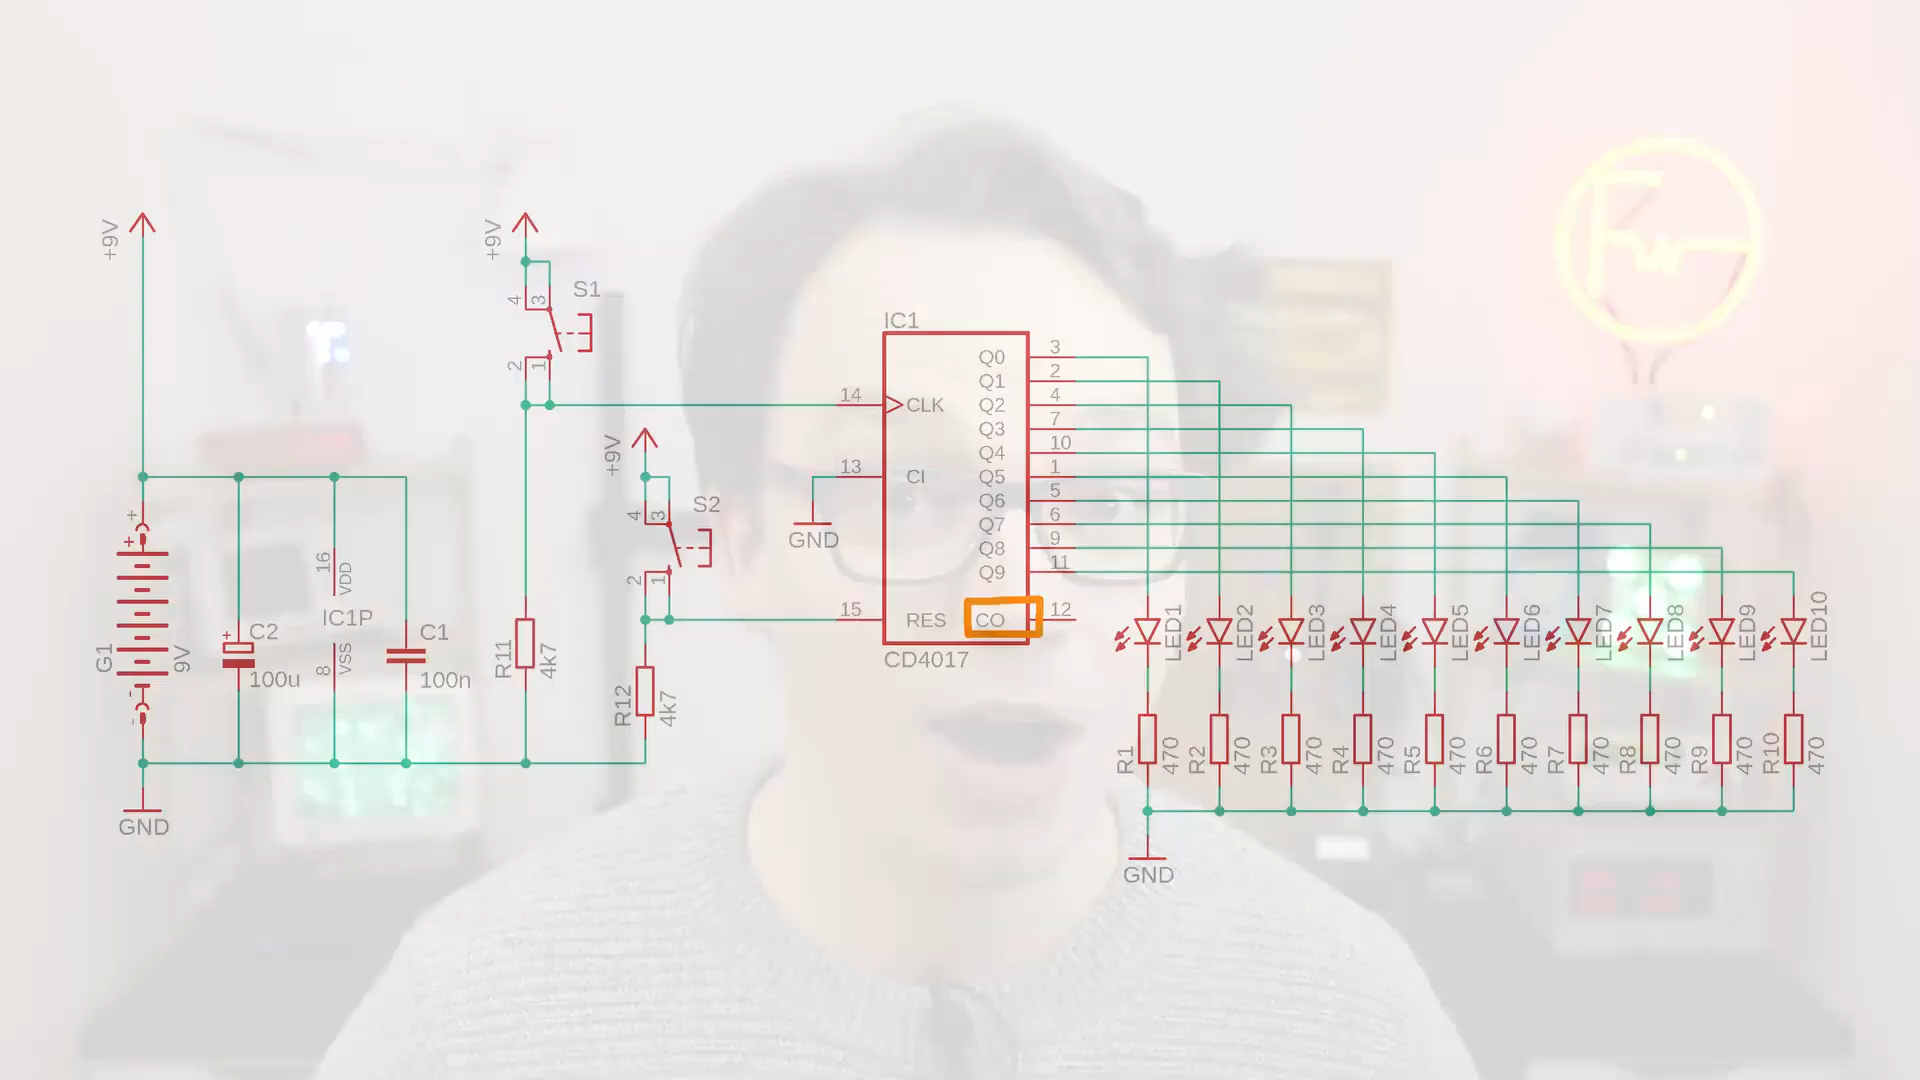 +9V
+9V
S1
4
3
2
1
IC1
Q0
3
Q1
2
14
CLK
Q2
4
Q3
7
+9V
Q4
10
13
CI
Q5
1
GND
Q6
5
Q7
6
Q8
9
Q9
11
S2
4
3
2
1
15
RES
CO
12
CD4017
+
+
G1
9V
-
-
+
C2
100u
16
VDD
IC1P
8
VSS
C1
100n
R11
4k7
R12
4k7
GND
LED1
LED2
LED3
LED4
LED5
LED6
LED7
LED8
LED9
LED10
R1
470
R2
470
R3
470
R4
470
R5
470
R6
470
R7
470
R8
470
R9
470
R10
470
GND